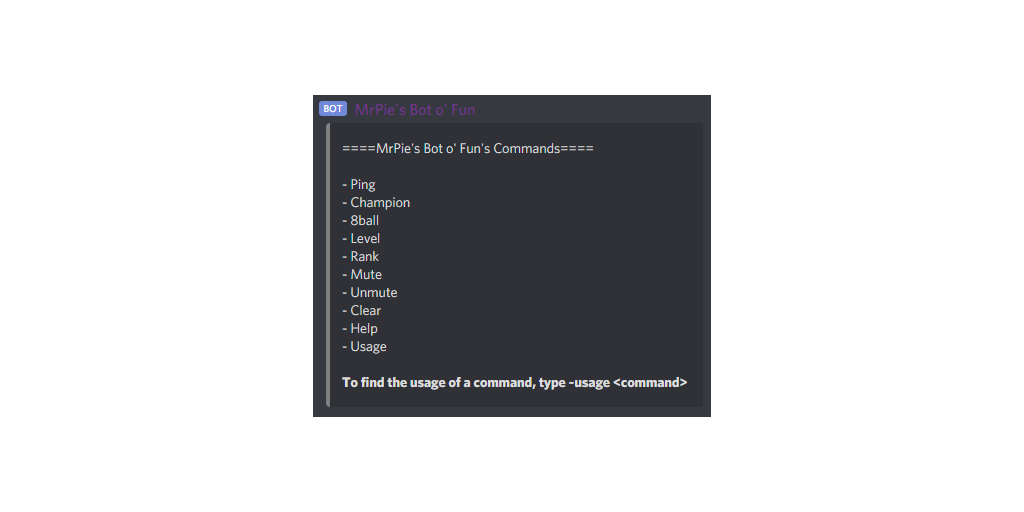 BOT MrPie's Bot o' Fun
====MrPie's Bot o' Fun's Commands====
- Ping
- Champion
- 8ball
- Level
- Rank
- Mute
- Unmute
- Clear
- Help
- Usage
To find the usage of a command, type ~usage <command>